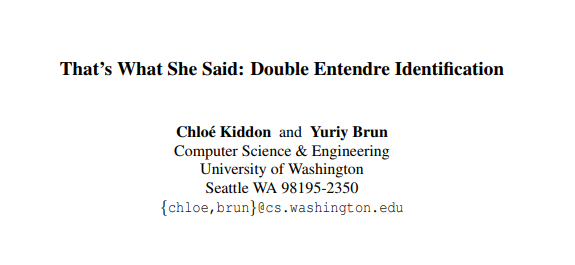 That's What She Said: Double Entendre Identification
Chloé Kiddon and Yuriy Brun
Computer Science & Engineering
University of Washington
Seattle WA 98195-2350
{chloe,brun}@cs.washington.edu